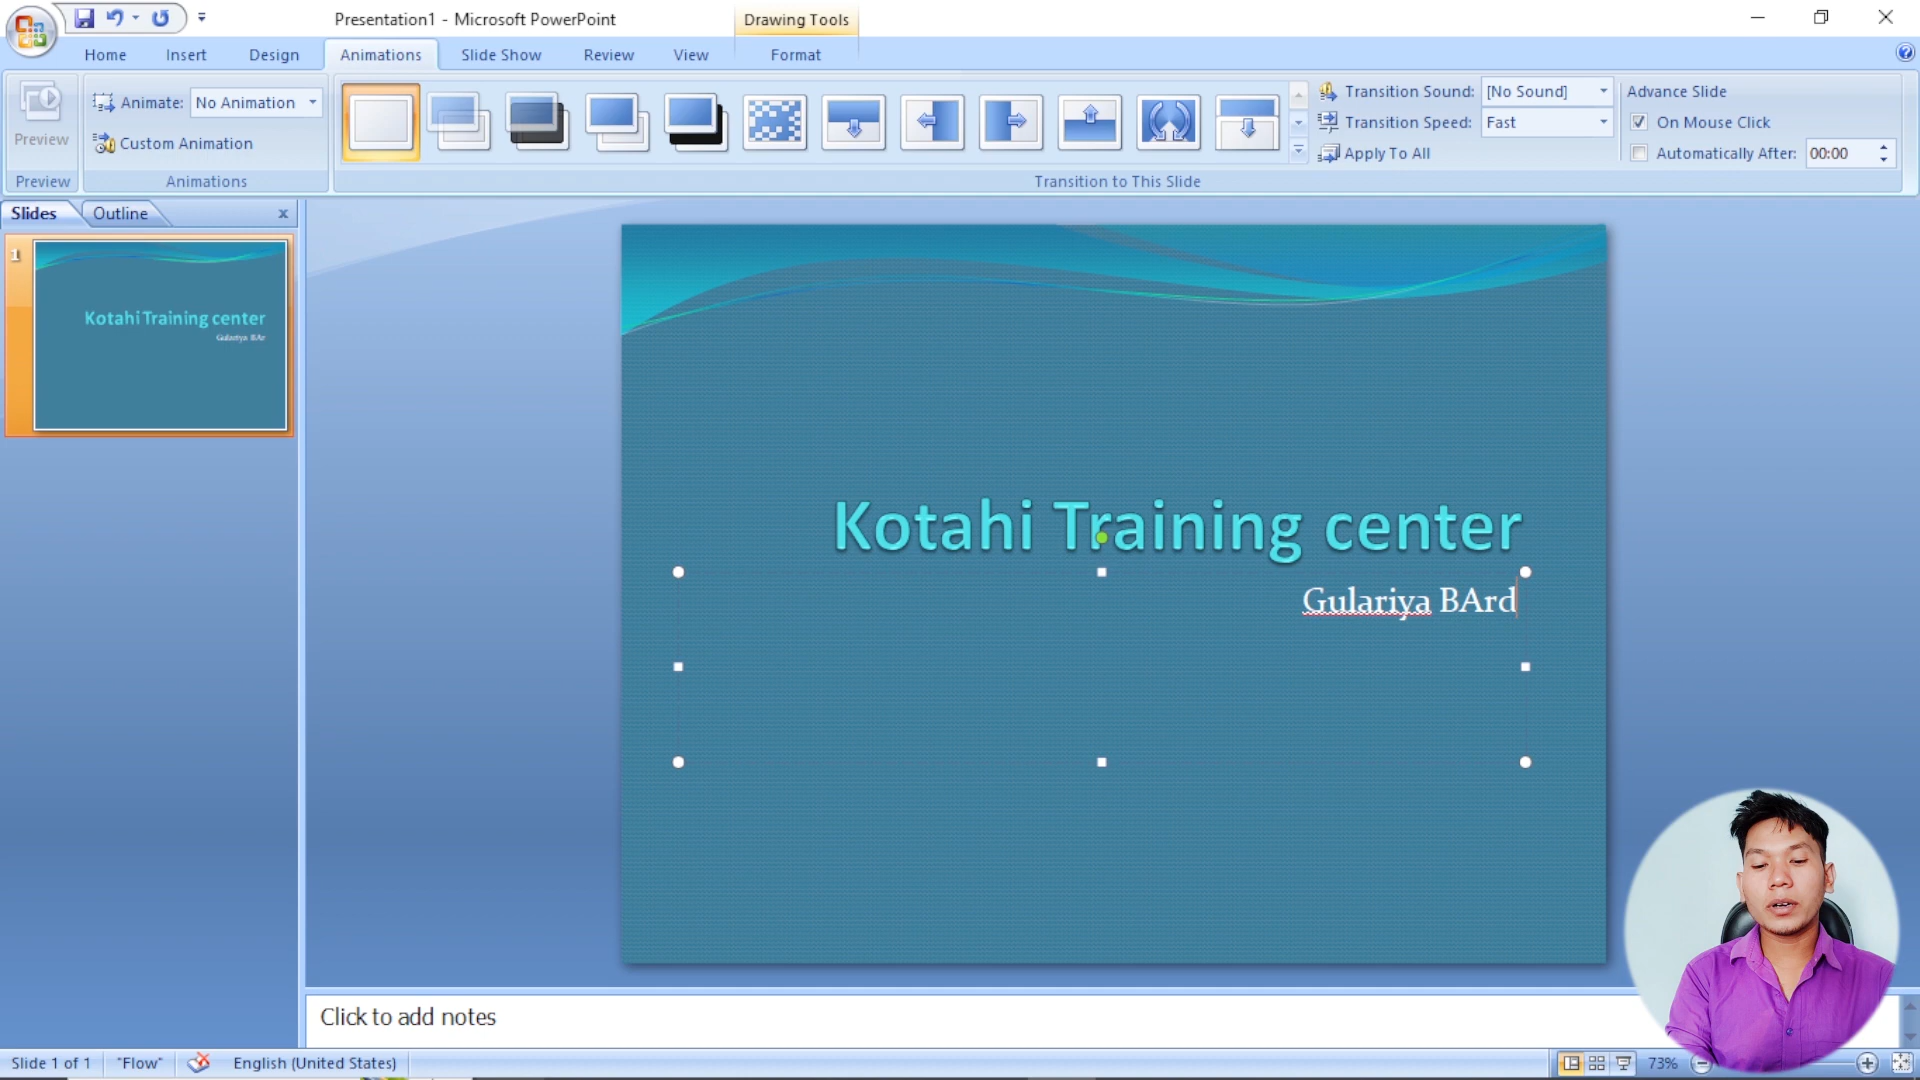 Presentation1 - Microsoft PowerPoint
Drawing Tools
Home
Insert
Design
Animations
Slide Show
Review
View
Format
Preview
Animate:
No Animation
Custom Animation
Transition Sound:
[No Sound]
Transition Speed:
Fast
Apply To All
Advance Slide
On Mouse Click
Automatically After:
00:00
Preview
Animations
Transition to This Slide
Slides
Outline
x
1
Kotahi Training center
Gulariya BAr
Kotahi Training center
Gulariya BArd
Click to add notes
Slide 1 of 1
"Flow"
English (United States)
73%